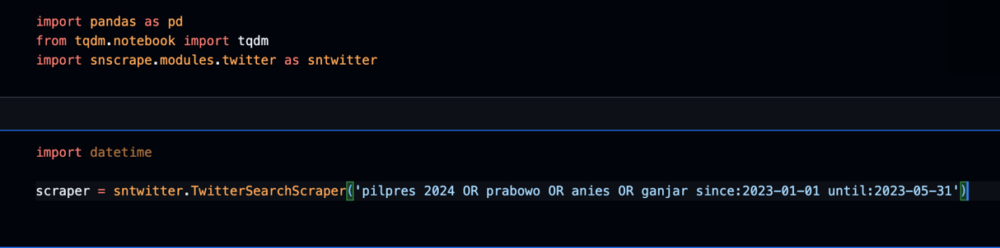 import pandas as pd
from tqdm.notebook import tqdm
import snscrape.modules.twitter as sntwitter
import datetime
scraper = sntwitter.TwitterSearchScraper('pilpres 2024 OR prabowo OR anies OR ganjar since:2023-01-01 until:2023-05-31')